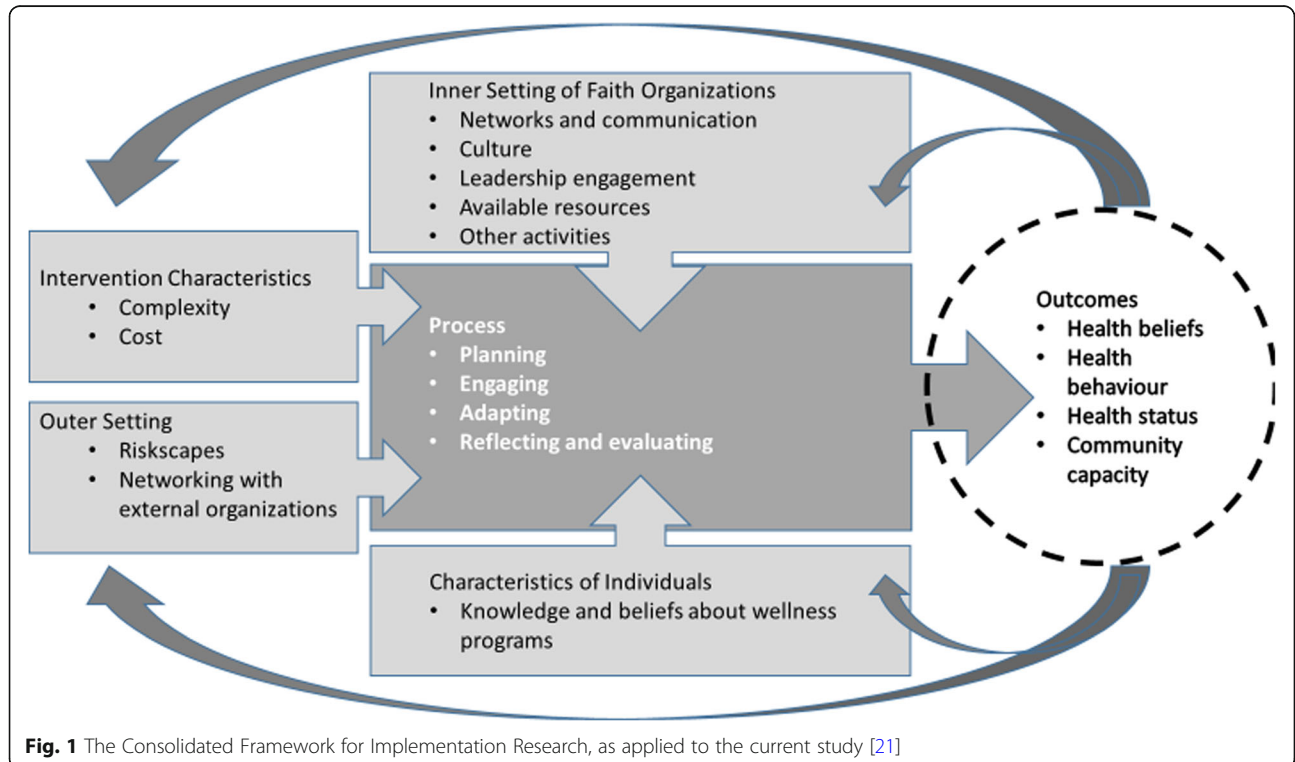 Inner Setting of Faith Organizations
• Networks and communication
• Culture
• Leadership engagement
• Available resources
• Other activities
Intervention Characteristics
• Complexity
• Cost
Process
• Planning
• Engaging
• Adapting
• Reflecting and evaluating
Outcomes
• Health beliefs
• Health
behaviour
• Health status
• Community
capacity
Outer Setting
• Riskscapes
• Networking with
external organizations
Characteristics of Individuals
• Knowledge and beliefs about wellness
programs
Fig. 1 The Consolidated Framework for Implementation Research, as applied to the current study [21]